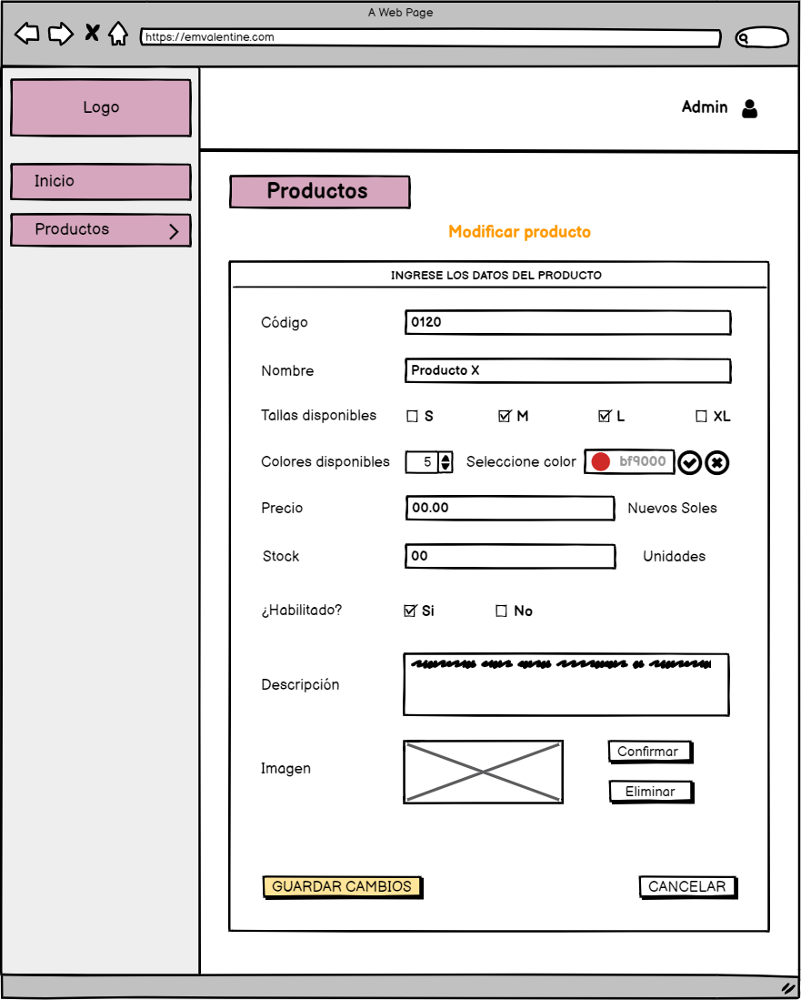 A Web Page
https://emvalentine.com
Logo
Admin
Inicio
Productos
Productos
Modificar producto
INGRESE LOS DATOS DEL PRODUCTO
Código 0120
Nombre Producto X
Tallas disponibles S M L XL
Colores disponibles 5 Seleccione color bf9000
Precio 00.00 Nuevos Soles
Stock 00 Unidades
¿Habilitado? Si No
Descripción
Imagen
Confirmar
Eliminar
GUARDAR CAMBIOS CANCELAR